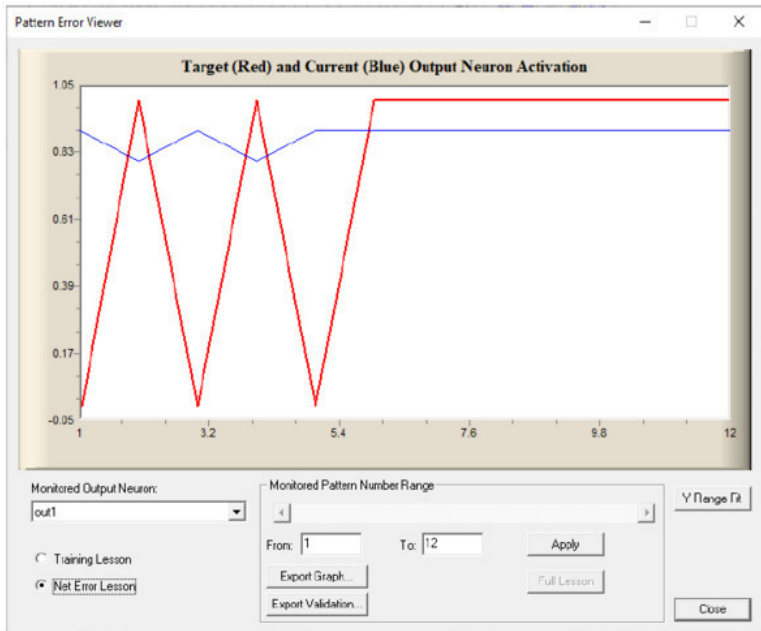 Pattern Error Viewer
Target (Red) and Current (Blue) Output Neuron Activation
1.05
0.83
0.61
0.39
0.17
-0.05
1 3.2 5.4 7.6 9.8 12
Monitored Output Neuron:
out1
Training Lesson
Net Error Lesson
Monitored Pattern Number Range
From: 1 To: 12 Apply
Export Graph... Full Lesson
Export Validation...
Y Range Fit
Close